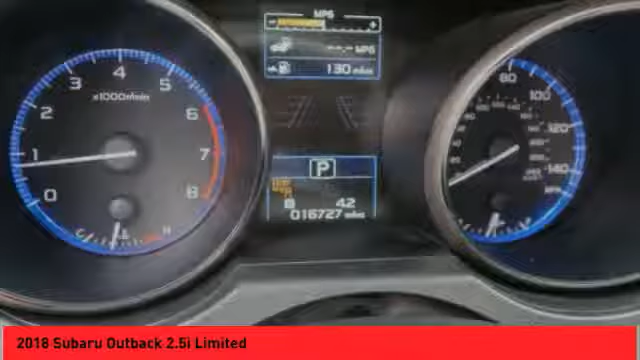 MPG
- +
--.- MPG
130 miles
x1000r/min
0 1 2 3 4 5 6 7 8
C H
P
B 42
016727 miles
80 100 120 140
2018 Subaru Outback 2.5i Limited